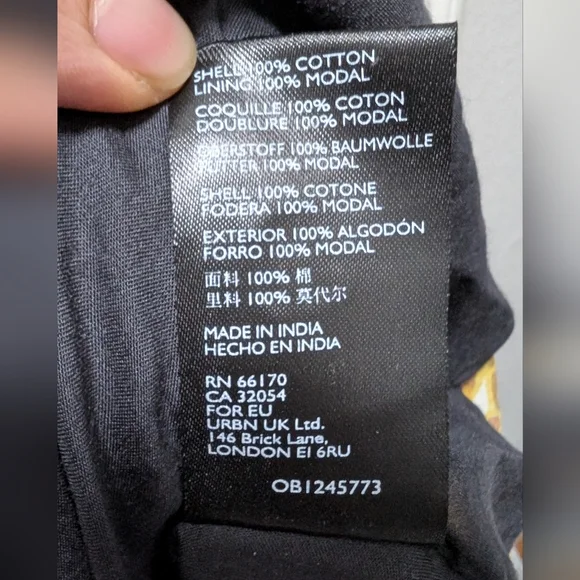 SHELL 100% COTTON
LINING 100% MODAL
COQUILLE 100% COTON
DOUBLURE 100% MODAL
OBERSTOFF 100% BAUMWOLLE
FUTTER 100% MODAL
SHELL 100% COTONE
FODERA 100% MODAL
EXTERIOR 100% ALGODÓN
FORRO 100% MODAL
面料 100% 棉
里料 100% 莫代尔
MADE IN INDIA
HECHO EN INDIA
RN 66170
CA 32054
FOR EU
URBN UK Ltd.
146 Brick Lane,
LONDON E1 6RU
OB1245773